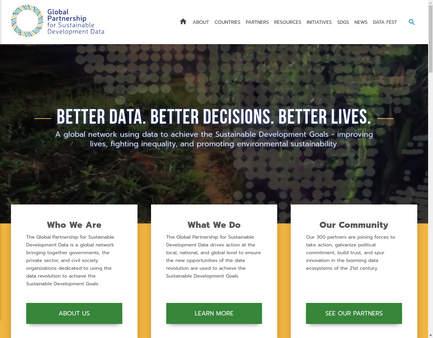 Global
Partnership
for Sustainable
Development Data
ABOUT COUNTRIES PARTNERS RESOURCES INITIATIVES SDGS NEWS DATA FEST
BETTER DATA. BETTER DECISIONS. BETTER LIVES.
A global network using data to achieve the Sustainable Development Goals – improving
lives, fighting inequality, and promoting environmental sustainability
Who We Are
The Global Partnership for Sustainable
Development Data is a global network
bringing together governments, the
private sector, and civil society
organizations dedicated to using the
data revolution to achieve the
Sustainable Development Goals.
ABOUT US
What We Do
The Global Partnership for Sustainable
Development Data drives action at the
local, national, and global level to ensure
the new opportunities of the data
revolution are used to achieve the
Sustainable Development Goals.
LEARN MORE
Our Community
Our 300 partners are joining forces to
take action, galvanize political
commitment, build trust, and spur
innovation in the booming data
ecosystems of the 21st century.
SEE OUR PARTNERS